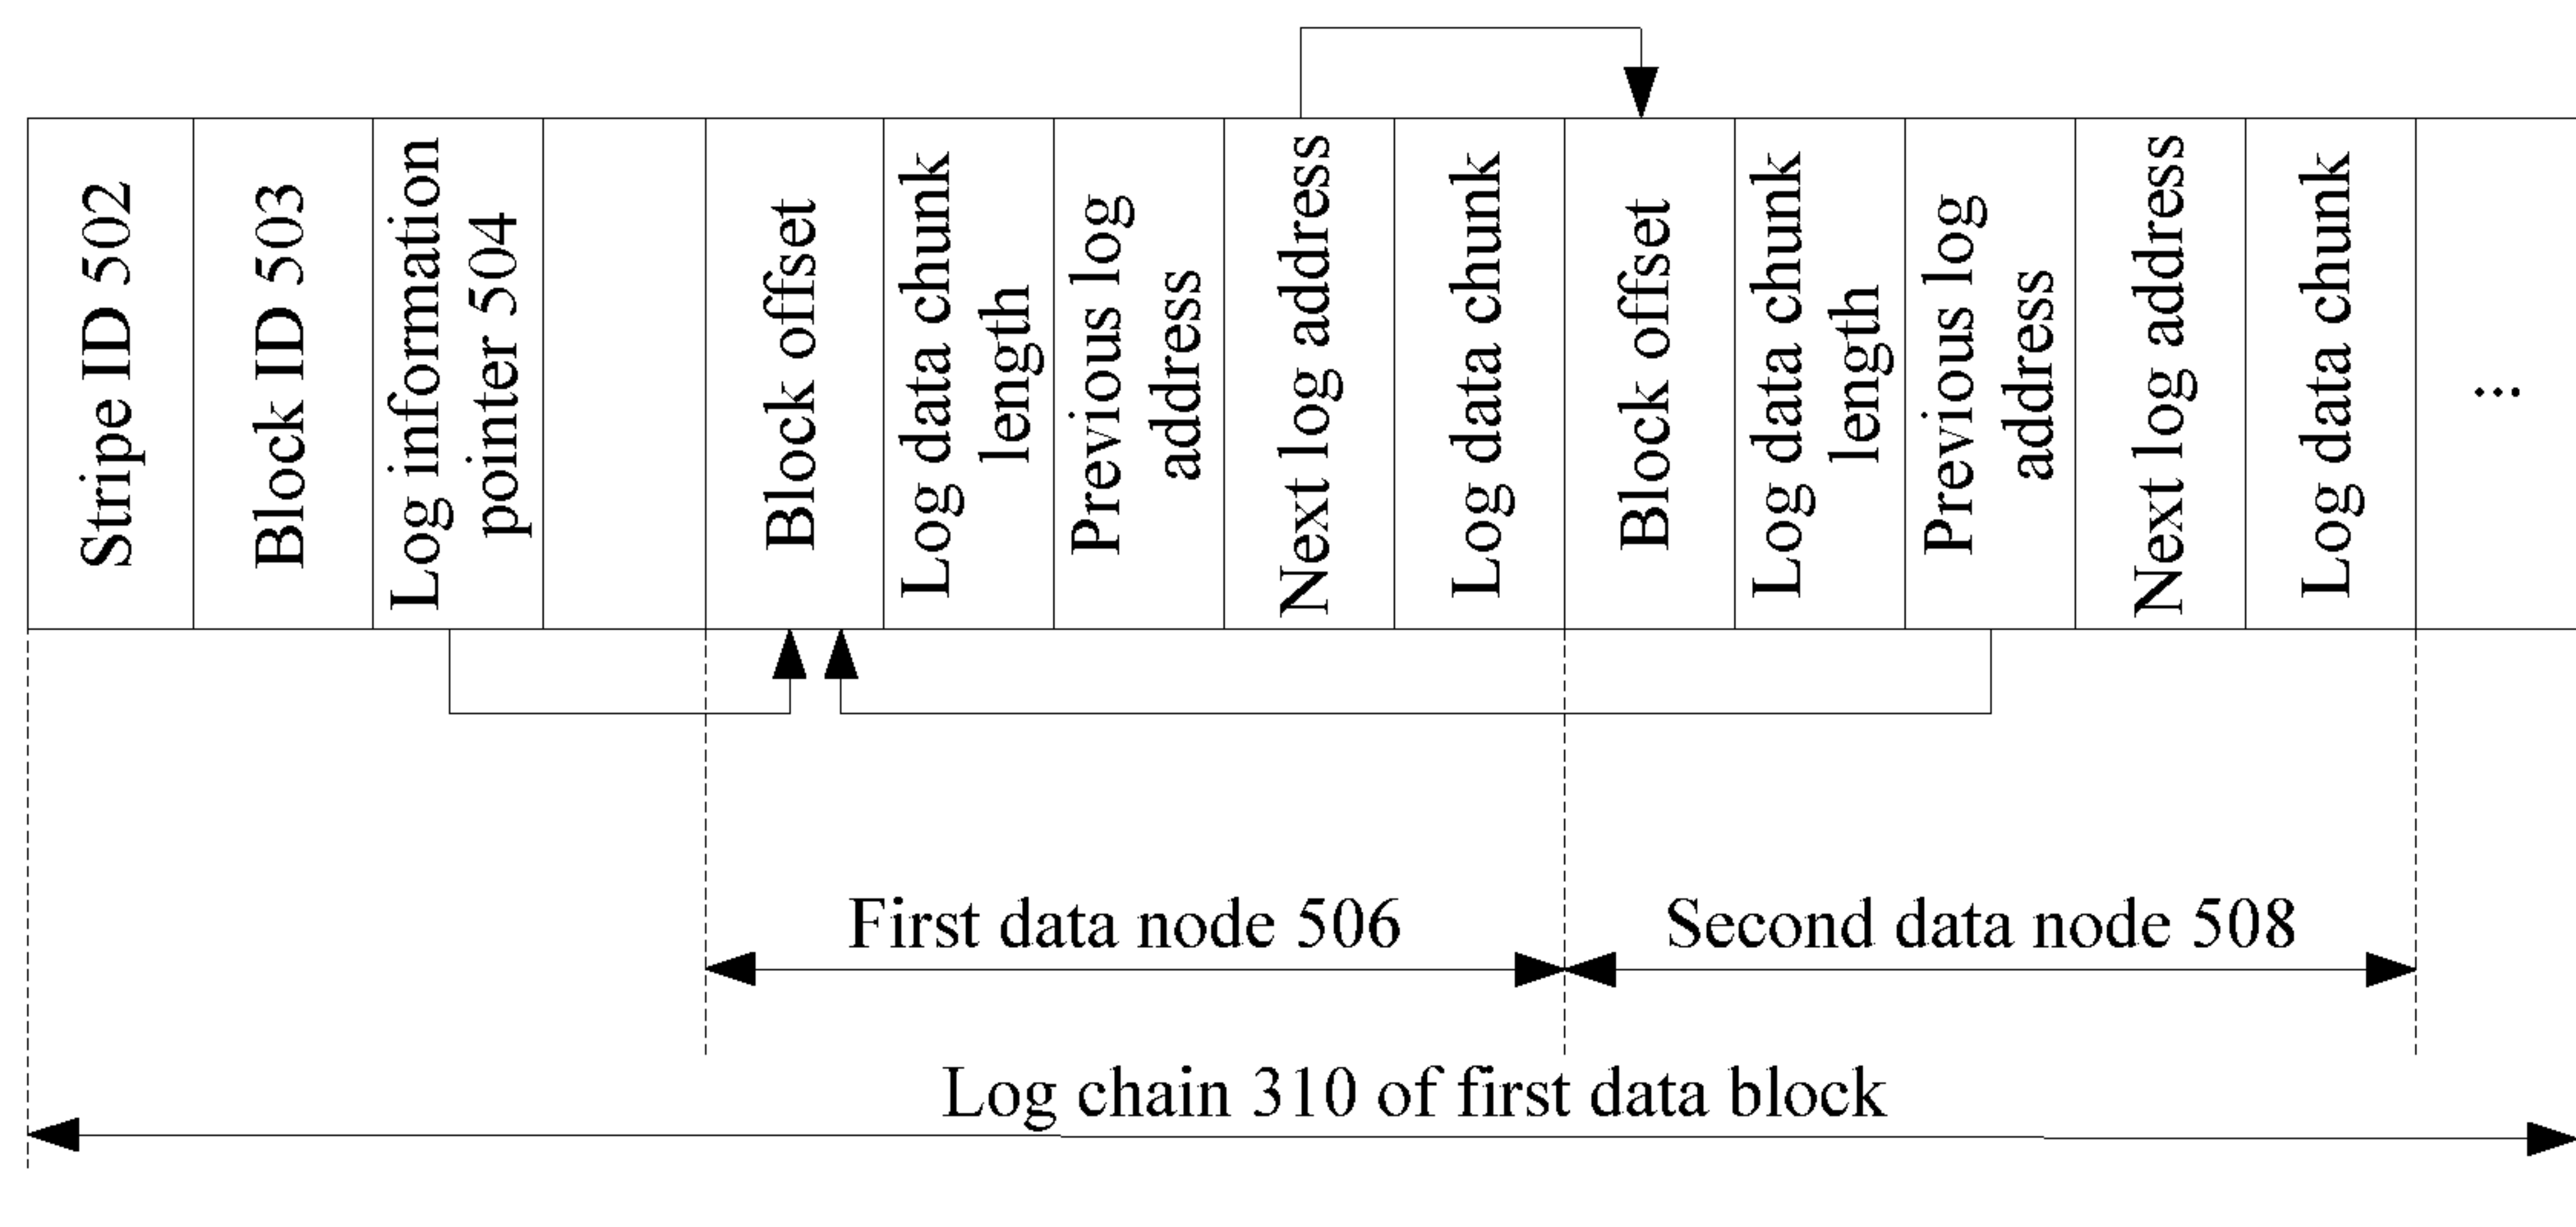 Stripe ID 502
Block ID 503
Log information
pointer 504
Block offset
Log data chunk
length
Previous log
address
Next log address
Log data chunk
Block offset
Log data chunk
length
Previous log
address
Next log address
Log data chunk
...
First data node 506
Second data node 508
Log chain 310 of first data block